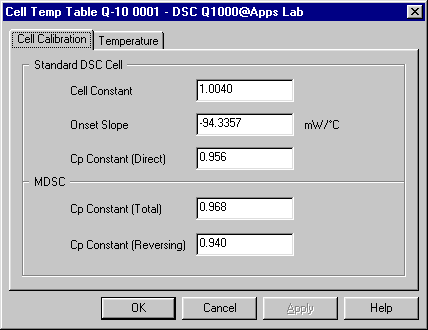 Cell Temp Table Q-10 0001 - DSC Q1000@Apps Lab
Cell Calibration Temperature
Standard DSC Cell
Cell Constant 1.0040
Onset Slope -94.3357 mW/°C
Cp Constant (Direct) 0.956
MDSC
Cp Constant (Total) 0.968
Cp Constant (Reversing) 0.940
OK Cancel Apply Help